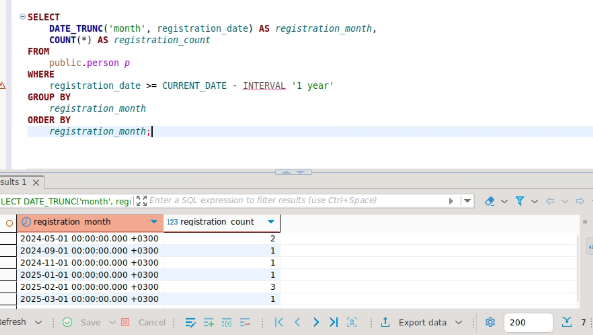 SELECT
DATE_TRUNC('month', registration_date) AS registration_month,
COUNT(*) AS registration_count
FROM
public.person p
WHERE
registration_date >= CURRENT_DATE - INTERVAL '1 year'
GROUP BY
registration_month
ORDER BY
registration_month;
sults 1
LECT DATE_TRUNC('month', regi Enter a SQL expression to filter results (use Ctrl+Space)
registration month 123 registration count
2024-05-01 00:00:00.000 +0300 2
2024-09-01 00:00:00.000 +0300 1
2024-11-01 00:00:00.000 +0300 1
2025-01-01 00:00:00.000 +0300 1
2025-02-01 00:00:00.000 +0300 3
2025-03-01 00:00:00.000 +0300 1
Refresh Save Cancel Export data 200 7